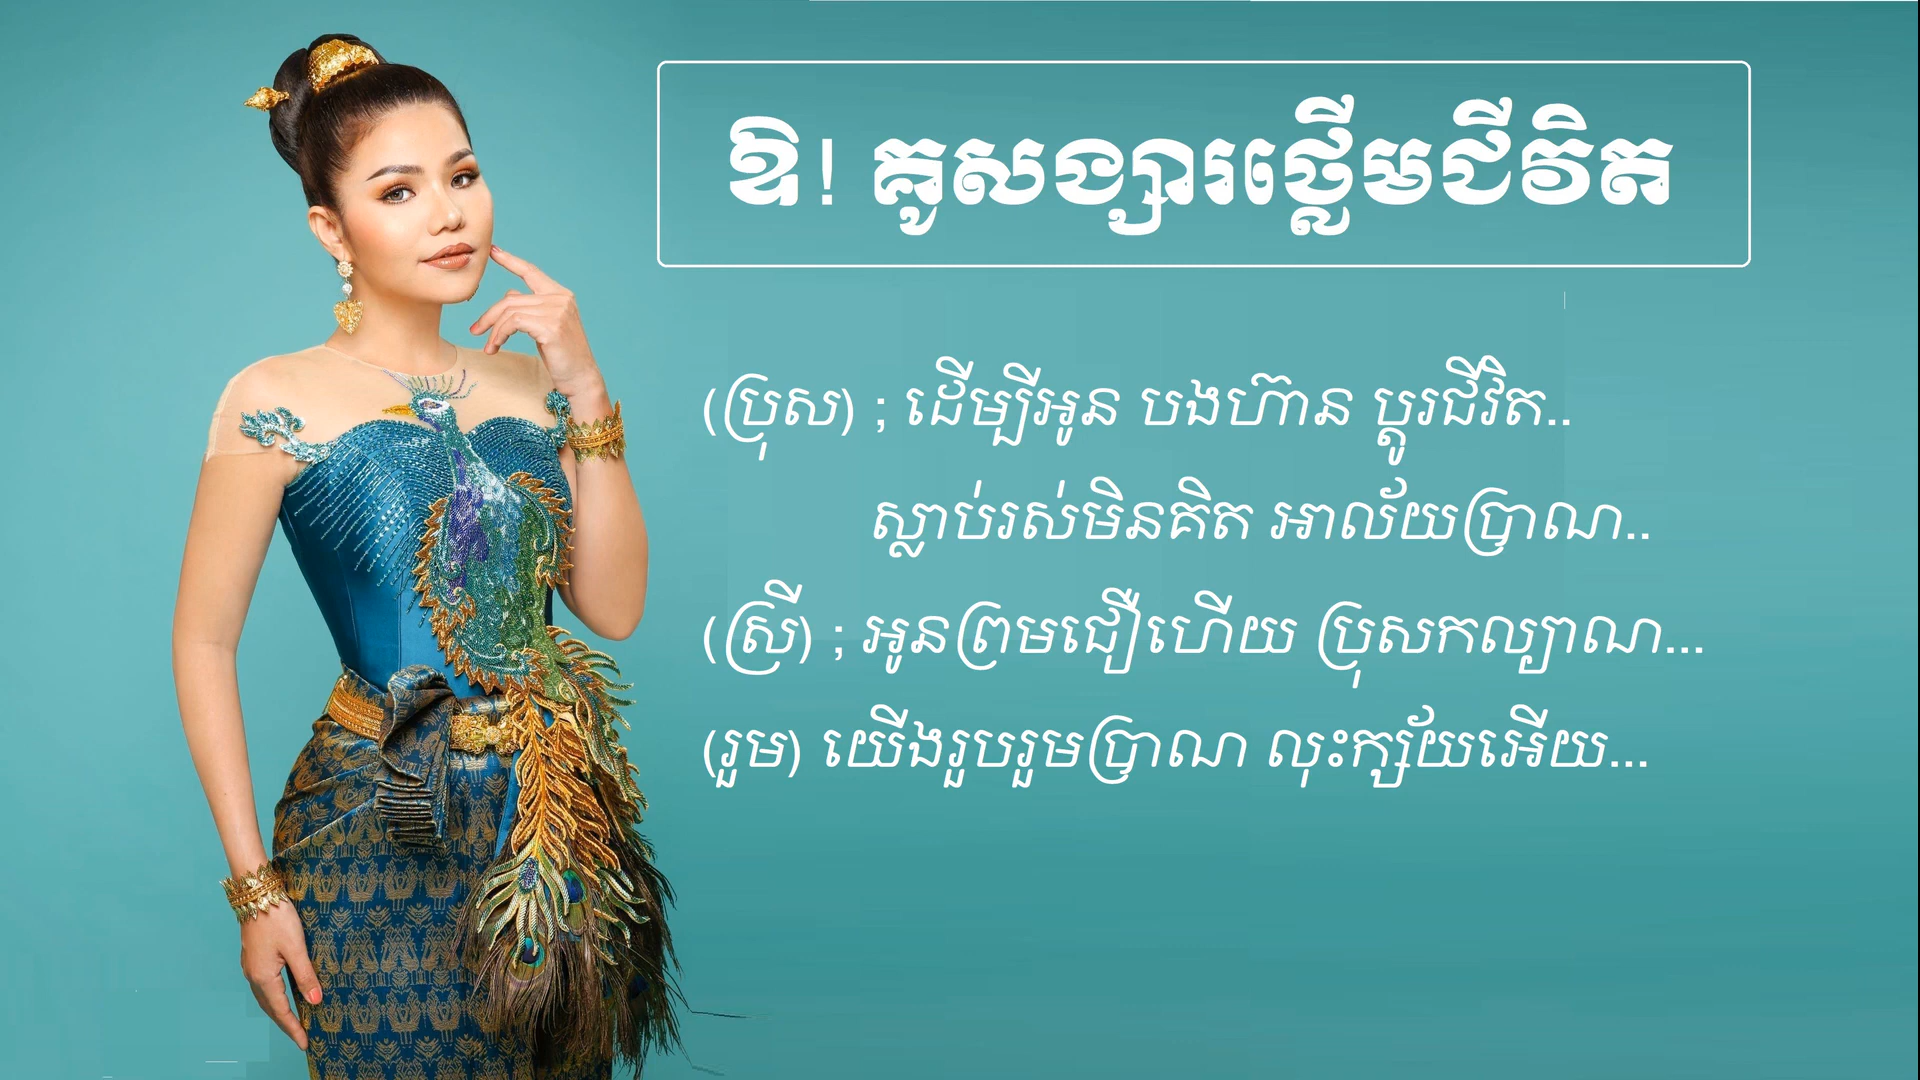 ឱ! គូសង្សារថ្លើមជីវិត
(ប្រុស) ; ដើម្បីអូន បងហ៊ាន ប្ដូរជីវិត..
ស្លាប់រស់មិនគិត អាល័យប្រាណ..
(ស្រី) ; អូនព្រមជឿហើយ ប្រុសកល្យាណ...
(រួម) យើងរួបរួមប្រាណ លុះក្ស័យអើយ...